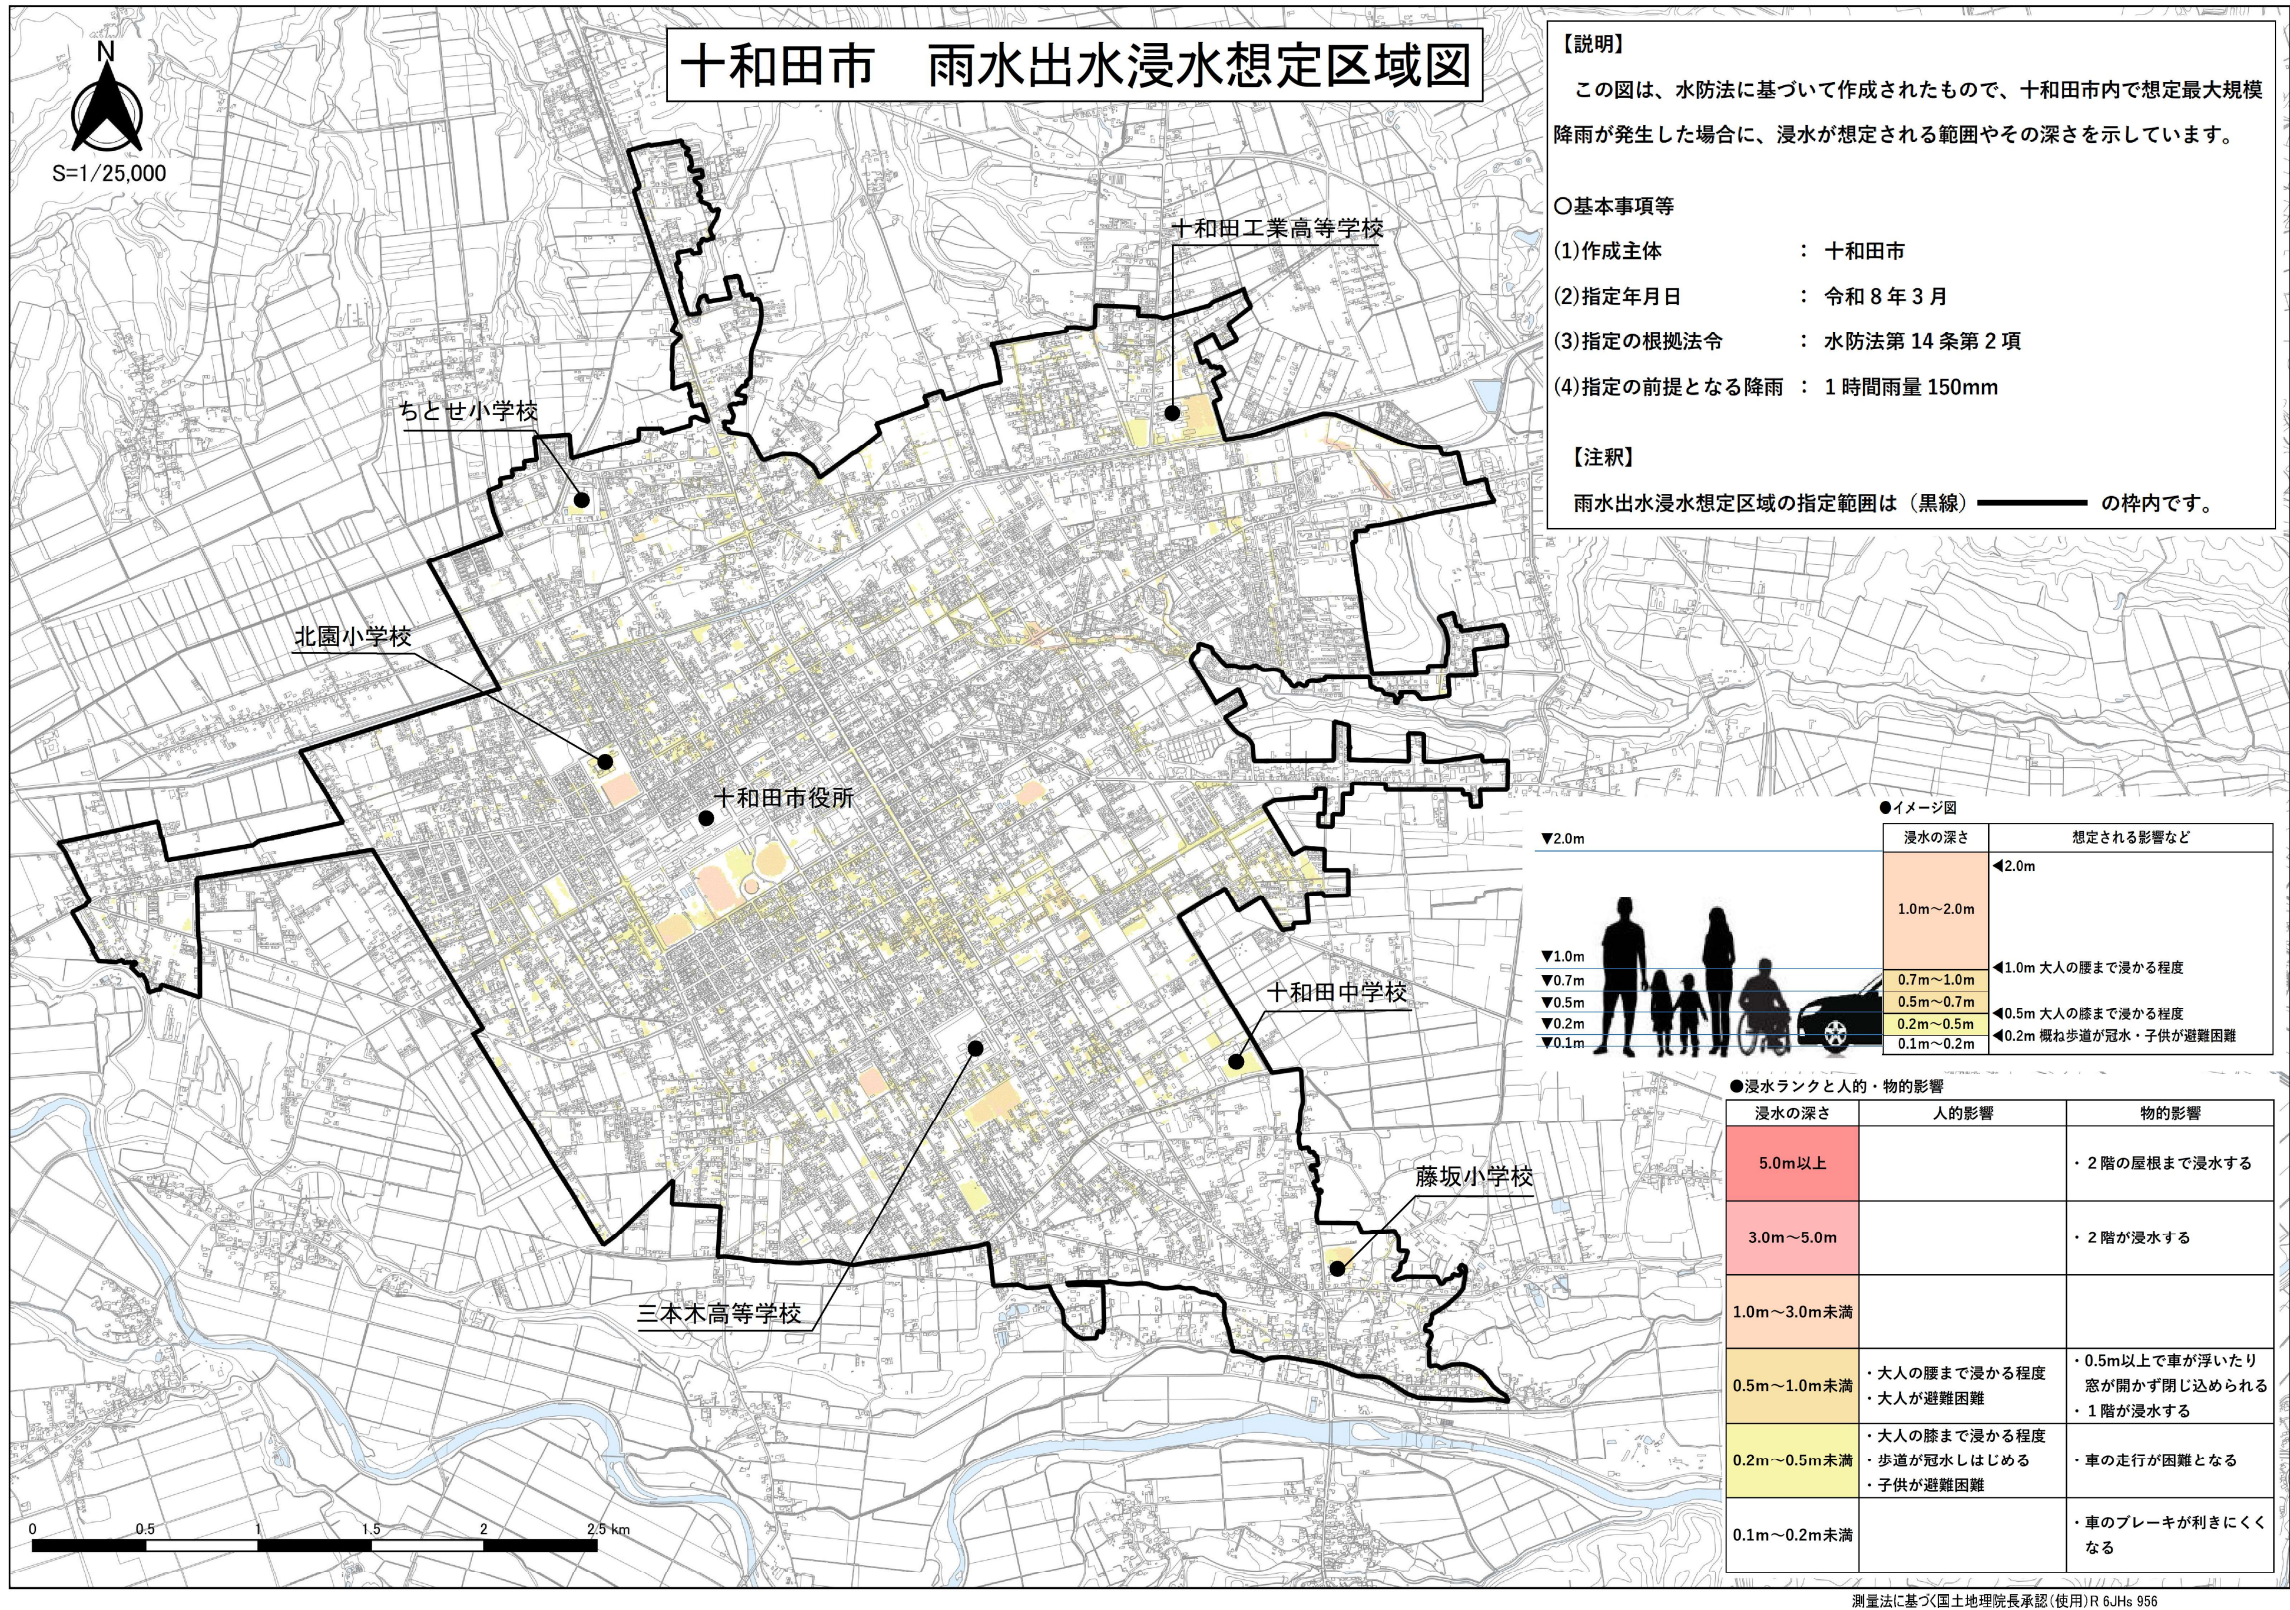 十和田市　雨水出水浸水想定区域図
N
S=1/25,000
【説明】
この図は、水防法に基づいて作成されたもので、十和田市内で想定最大規模
降雨が発生した場合に、浸水が想定される範囲やその深さを示しています。
〇基本事項等
(1)作成主体　：　十和田市
(2)指定年月日　：　令和８年３月
(3)指定の根拠法令　：　水防法第14条第２項
(4)指定の前提となる降雨　：　１時間雨量150mm
【注釈】
雨水出水浸水想定区域の指定範囲は（黒線）　の枠内です。
十和田工業高等学校
ちとせ小学校
北園小学校
十和田市役所
十和田中学校
藤坂小学校
三本木高等学校
●イメージ図
浸水の深さ　想定される影響など
▼2.0m
▼1.0m
▼0.7m
▼0.5m
▼0.2m
▼0.1m
1.0m～2.0m
0.7m～1.0m
0.5m～0.7m
0.2m～0.5m
0.1m～0.2m
◀2.0m
◀1.0m 大人の腰まで浸かる程度
◀0.5m 大人の膝まで浸かる程度
◀0.2m 概ね歩道が冠水・子供が避難困難
●浸水ランクと人的・物的影響
浸水の深さ　人的影響　物的影響
5.0m以上　・２階の屋根まで浸水する
3.0m～5.0m　・２階が浸水する
1.0m～3.0m未満
0.5m～1.0m未満
・大人の腰まで浸かる程度
・大人が避難困難
・0.5m以上で車が浮いたり
窓が開かず閉じ込められる
・１階が浸水する
0.2m～0.5m未満
・大人の膝まで浸かる程度
・歩道が冠水しはじめる
・子供が避難困難
・車の走行が困難となる
0.1m～0.2m未満
・車のブレーキが利きにくく
なる
0　0.5　1　1.5　2　2.5 km
測量法に基づく国土地理院長承認（使用）R 6JHs 956